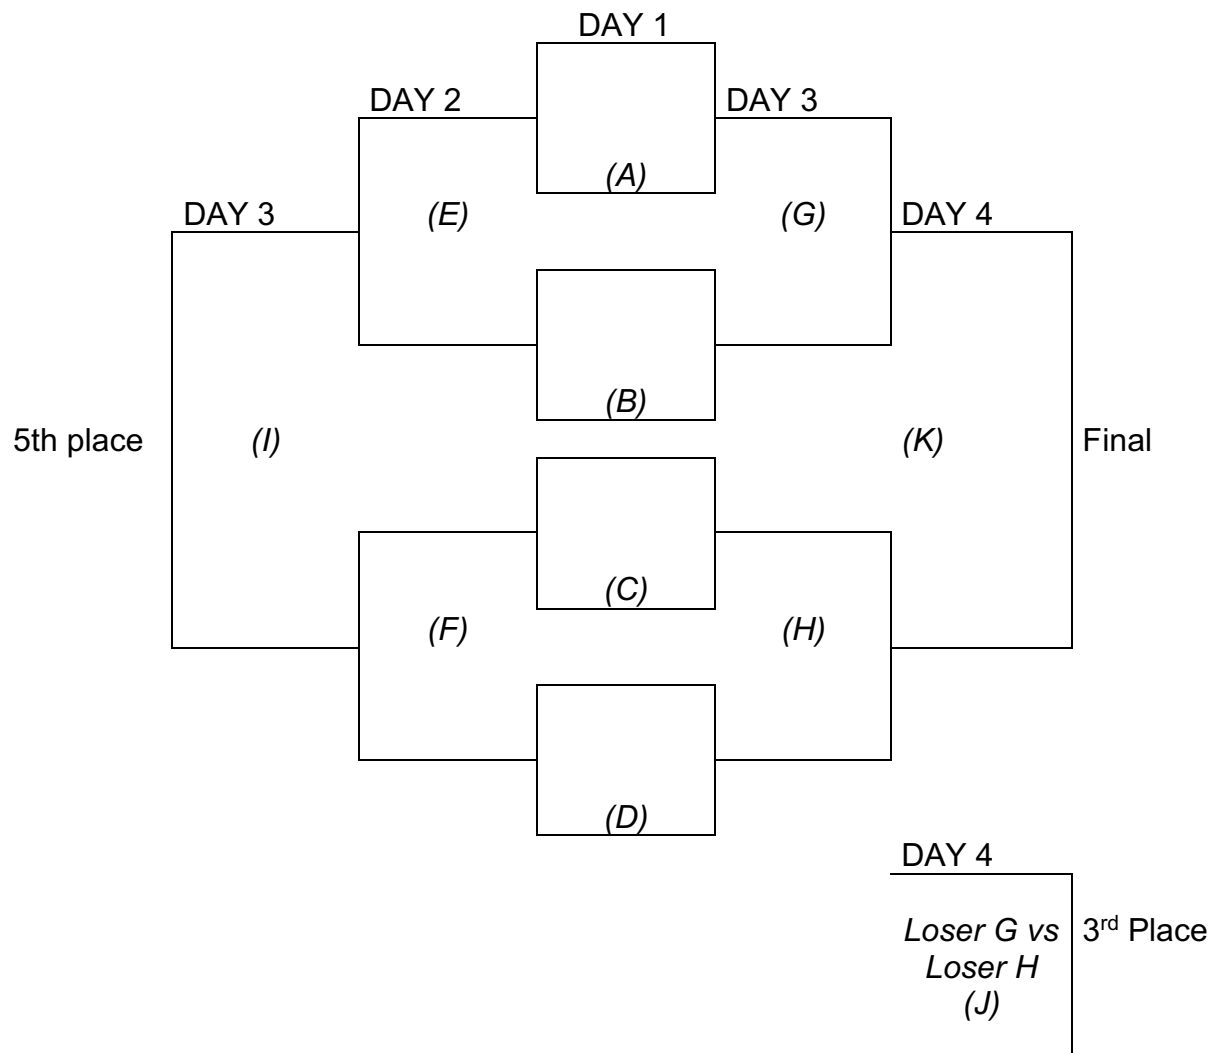 DAY 1
DAY 2
DAY 3
(A)
DAY 3
(E)
(G)
DAY 4
(B)
5th place
(I)
(K)
Final
(C)
(F)
(H)
(D)
DAY 4
Loser G vs
Loser H
(J)
3rd Place